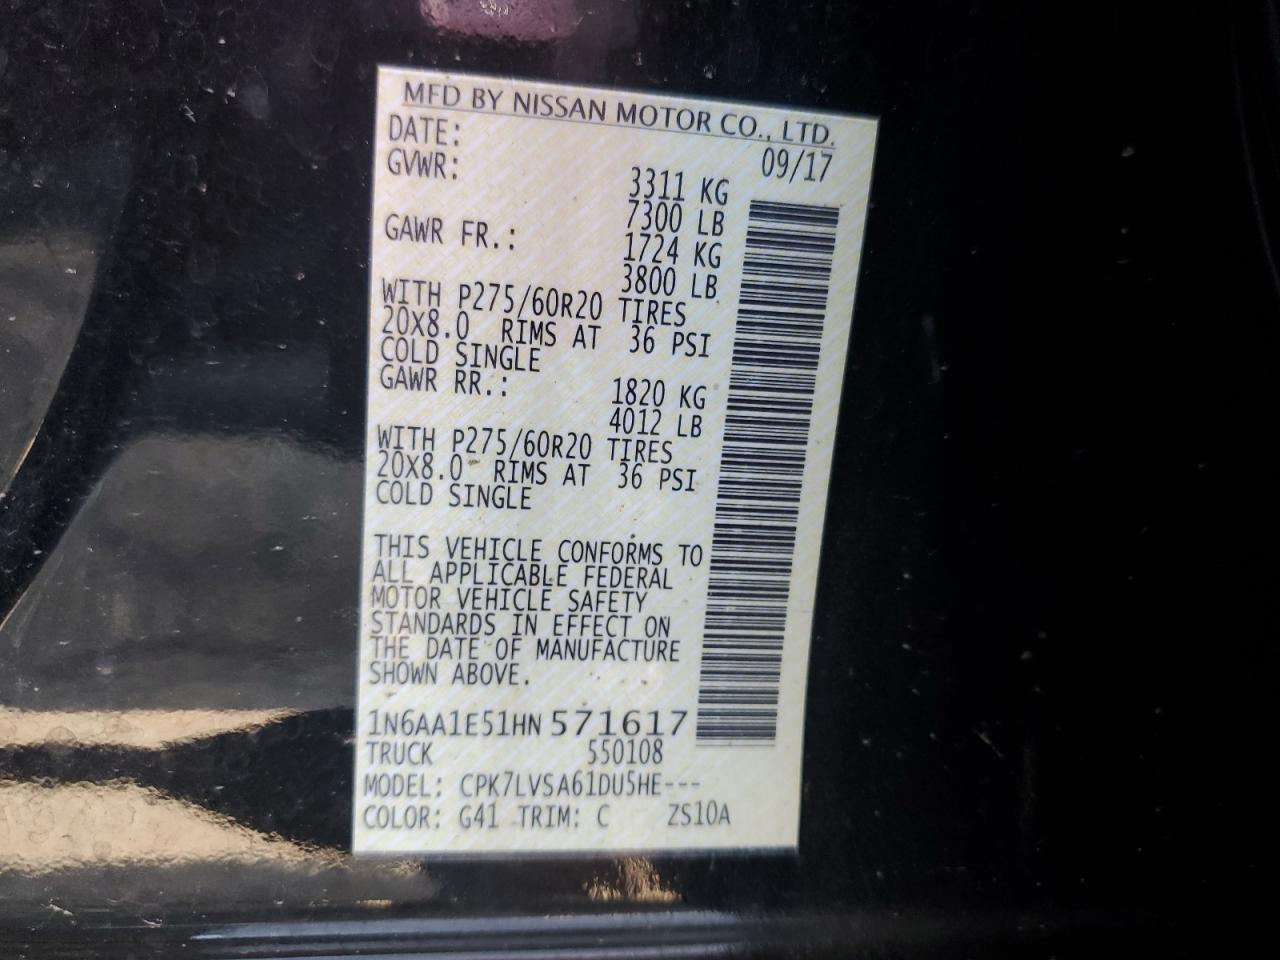 MFD BY NISSAN MOTOR CO., LTD.
DATE: 09/17
GVWR: 3311 KG
7300 LB
GAWR FR.: 1724 KG
3800 LB
WITH P275/60R20 TIRES
20X8.0 RIMS AT 36 PSI
COLD SINGLE
GAWR RR.: 1820 KG
4012 LB
WITH P275/60R20 TIRES
20X8.0 RIMS AT 36 PSI
COLD SINGLE
THIS VEHICLE CONFORMS TO
ALL APPLICABLE FEDERAL
MOTOR VEHICLE SAFETY
STANDARDS IN EFFECT ON
THE DATE OF MANUFACTURE
SHOWN ABOVE.
1N6AA1E51HN 571617
TRUCK 550108
MODEL: CPK7LVSA61DU5HE---
COLOR: G41 TRIM: C ZS10A